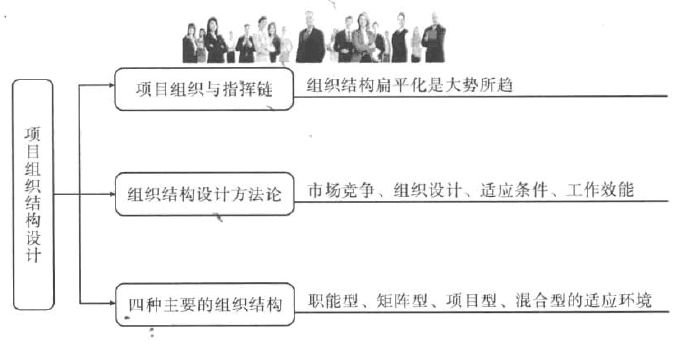 项目组织结构设计
项目组织与指挥链
组织结构扁平化是大势所趋
组织结构设计方法论
市场竞争、组织设计、适应条件、工作效能
四种主要的组织结构
职能型、矩阵型、项目型、混合型的适应环境